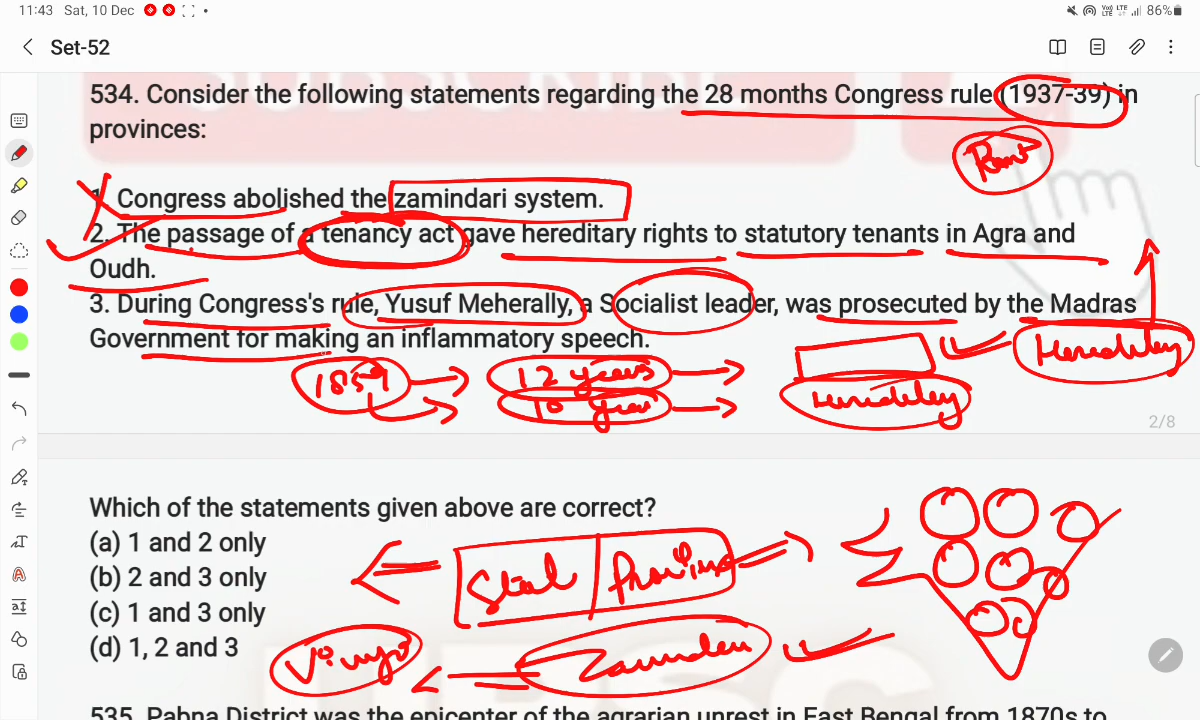 11:43 Sat, 10 Dec
86%
Set-52
SUBSCRIBE
534. Consider the following statements regarding the 28 months Congress rule (1937-39) in
provinces:
Rent
1. Congress abolished the zamindari system.
2. The passage of a tenancy act gave hereditary rights to statutory tenants in Agra and
Oudh.
3. During Congress's rule, Yusuf Meherally, a Socialist leader, was prosecuted by the Madras
Government for making an inflammatory speech.
1859
12 years
10 year
2/8
Which of the statements given above are correct?
(a) 1 and 2 only
(b) 2 and 3 only
(c) 1 and 3 only
(d) 1, 2 and 3
UPSC
535. Pabna District was the epicenter of the agrarian unrest in East Bengal from 1870s to